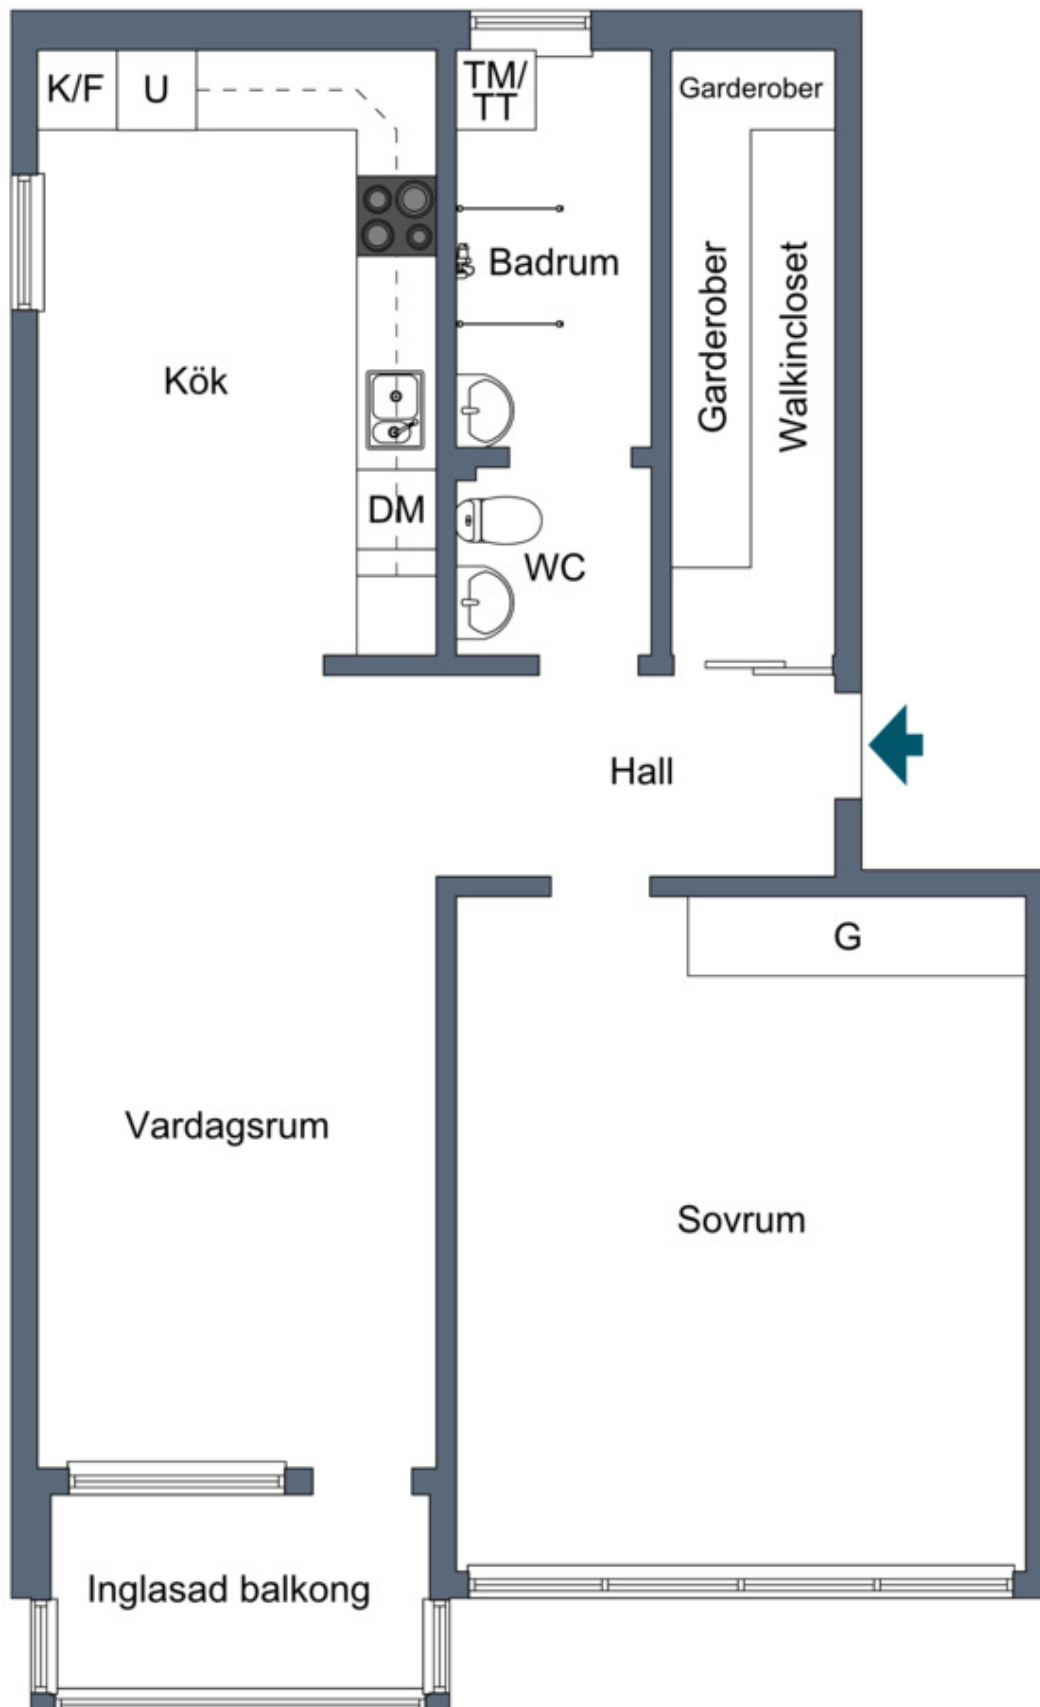 K/F
U
TM/
TT
Garderober
Badrum
Garderober
Walkincloset
Kök
DM
WC
Hall
G
Vardagsrum
Sovrum
Inglasad balkong